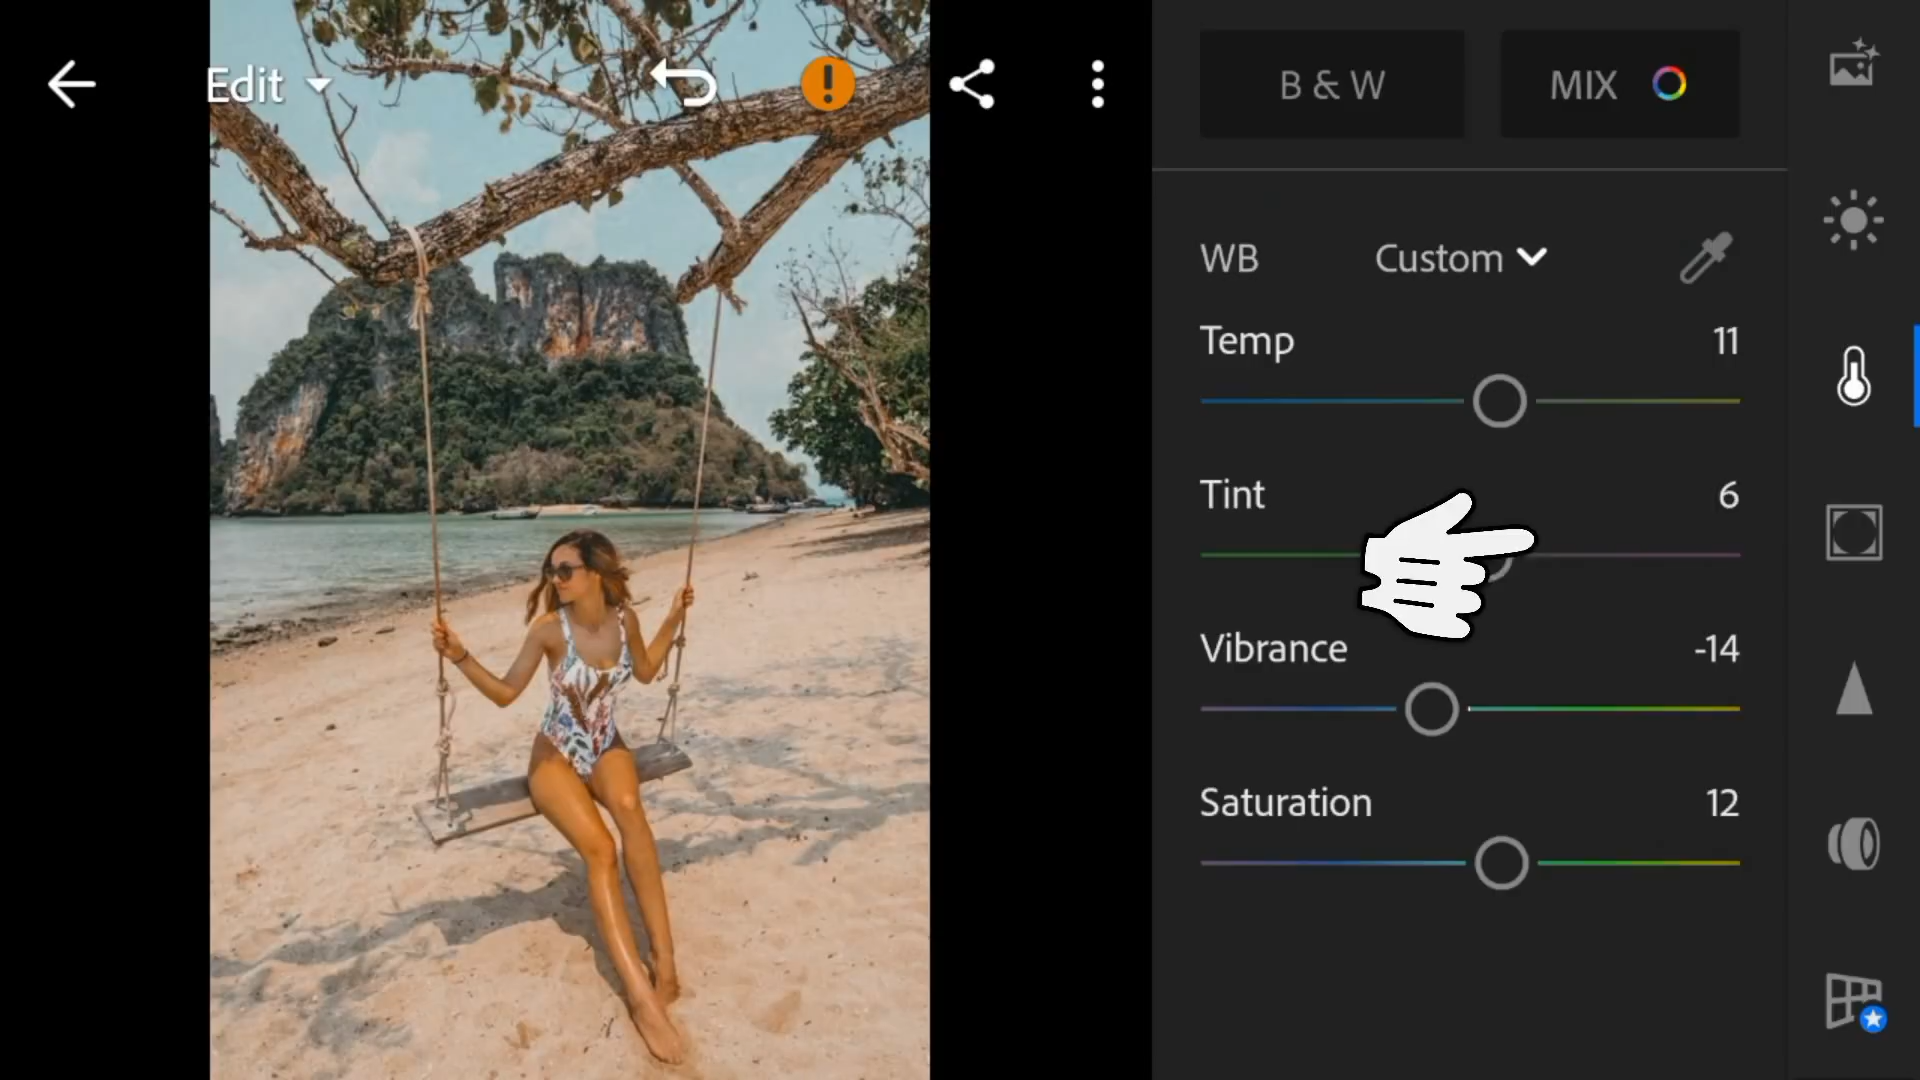 Edit
B & W
MIX
WB
Custom
Temp
11
Tint
6
Vibrance
-14
Saturation
12